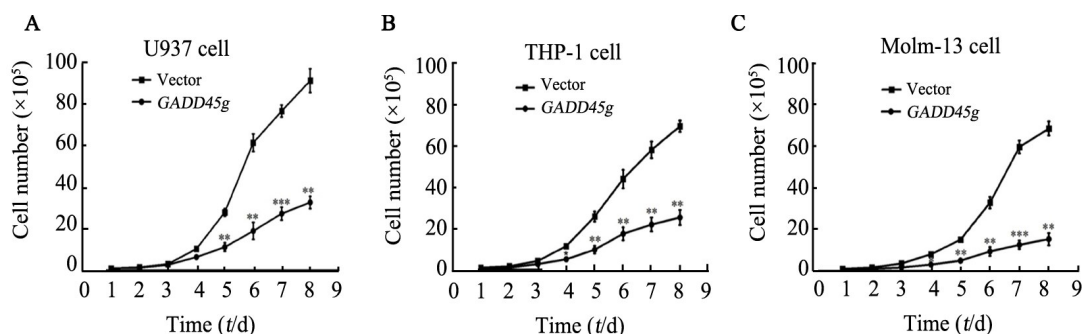 A
U937 cell
Cell number (×10⁵)
100
80
60
40
20
0
Vector
GADD45g
**
**
***
**
0 1 2 3 4 5 6 7 8 9
Time (t/d)
B
THP-1 cell
Cell number (×10⁵)
100
80
60
40
20
0
Vector
GADD45g
*
**
**
**
**
0 1 2 3 4 5 6 7 8 9
Time (t/d)
C
Molm-13 cell
Cell number (×10⁵)
100
80
60
40
20
0
Vector
GADD45g
**
**
***
**
0 1 2 3 4 5 6 7 8 9
Time (t/d)